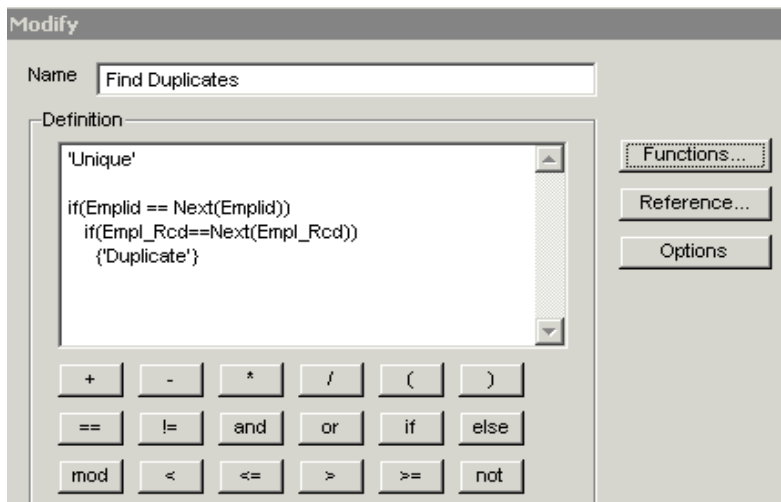 Modify
Name Find Duplicates
Definition
'Unique'
if(Emplid == Next(Emplid))
if(Empl_Rcd==Next(Empl_Rcd))
{'Duplicate'}
Functions...
Reference...
Options
+ - * / ( )
== != and or if else
mod < <= > >= not